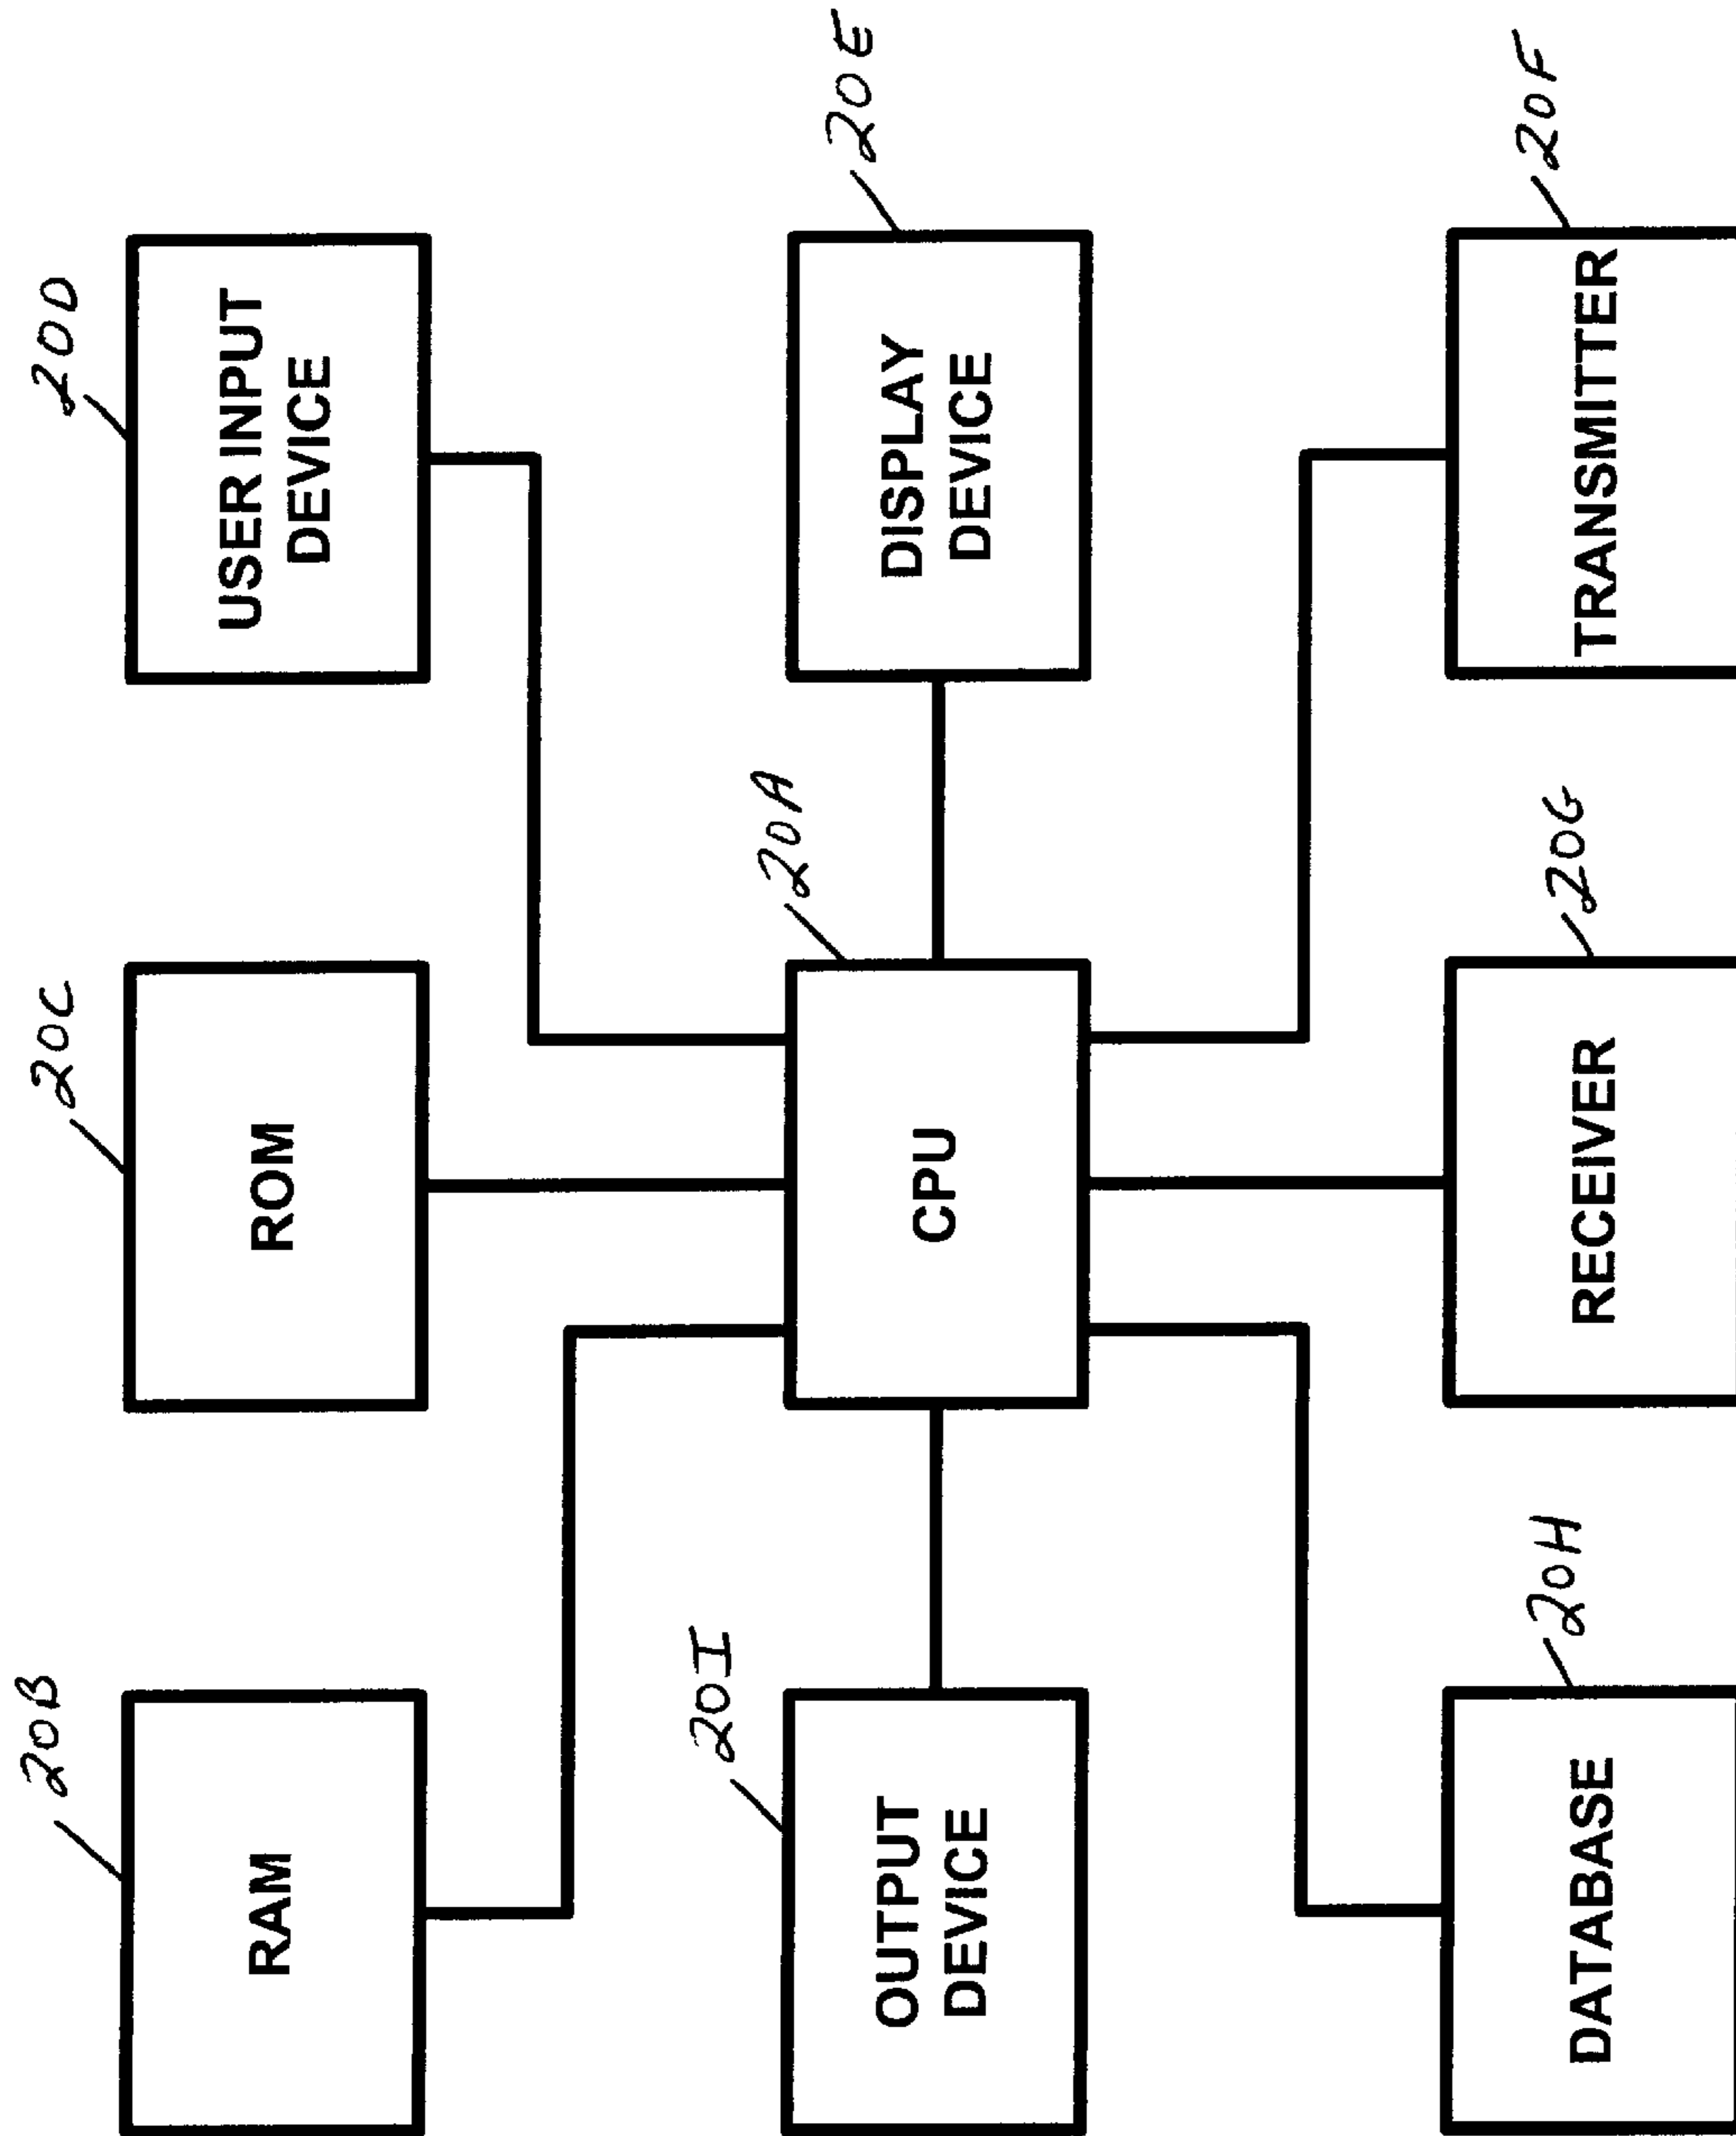 20B
RAM
20C
ROM
20D
USER INPUT
DEVICE
20I
OUTPUT
DEVICE
20A
CPU
20E
DISPLAY
DEVICE
20H
DATABASE
20G
RECEIVER
20F
TRANSMITTER